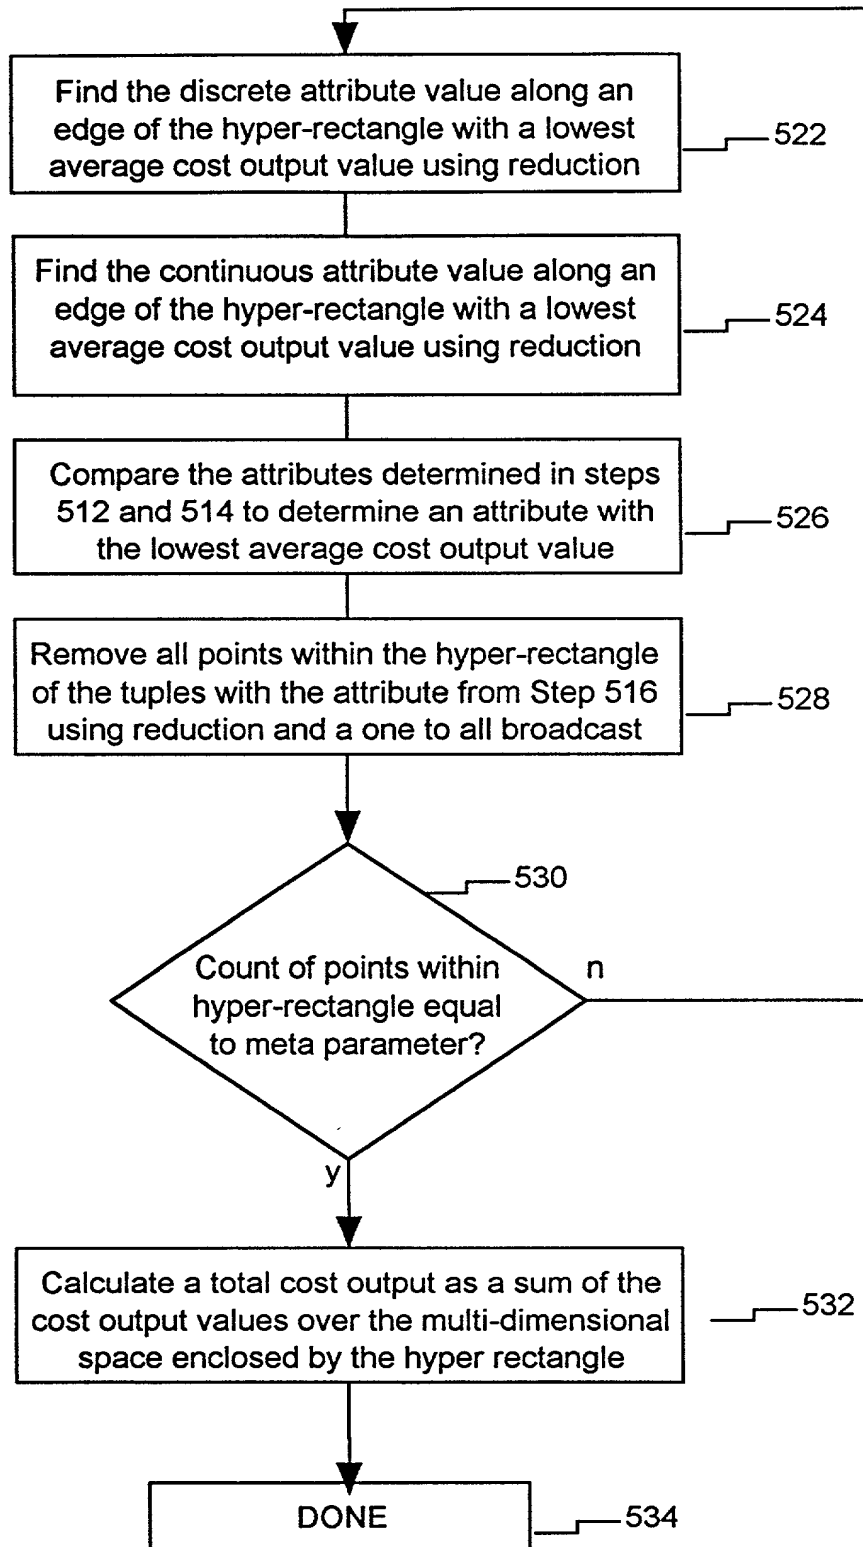 Find the discrete attribute value along an
edge of the hyper-rectangle with a lowest
average cost output value using reduction
522
Find the continuous attribute value along an
edge of the hyper-rectangle with a lowest
average cost output value using reduction
524
Compare the attributes determined in steps
512 and 514 to determine an attribute with
the lowest average cost output value
526
Remove all points within the hyper-rectangle
of the tuples with the attribute from Step 516
using reduction and a one to all broadcast
528
530
Count of points within
hyper-rectangle equal
to meta parameter?
n
y
Calculate a total cost output as a sum of the
cost output values over the multi-dimensional
space enclosed by the hyper rectangle
532
DONE
534